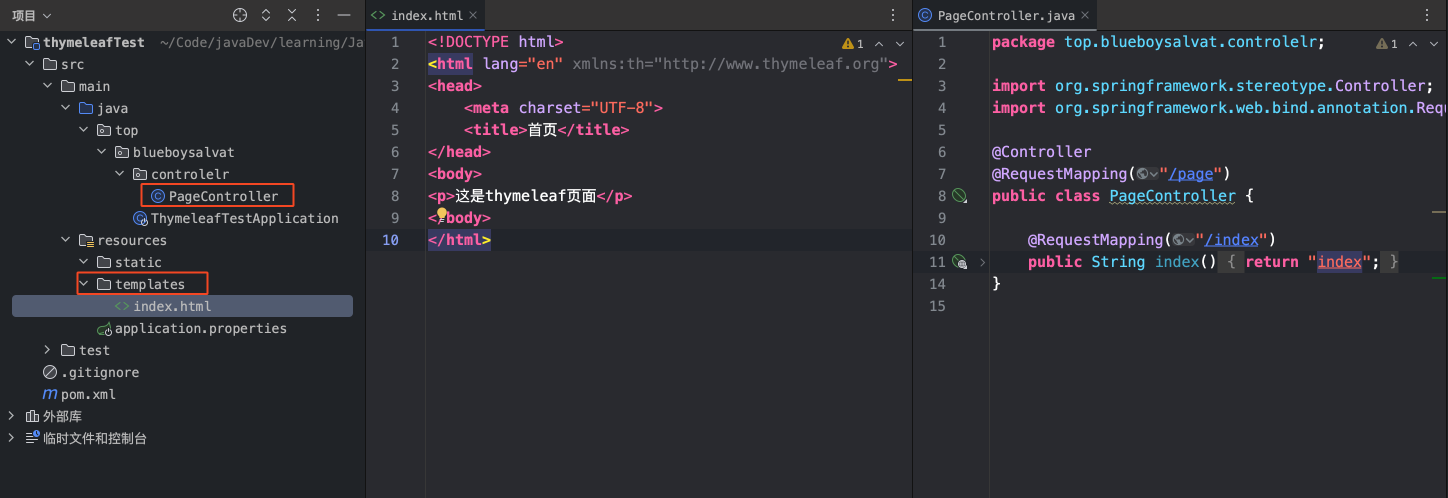 项目
thymeleafTest ~/Code/javaDev/learning/Ja
src
main
java
top
blueboysalvat
controlelr
PageController
ThymeleafTestApplication
resources
static
templates
index.html
application.properties
test
.gitignore
pom.xml
外部库
临时文件和控制台
index.html
1
1 <!DOCTYPE html>
2 <html lang="en" xmlns:th="http://www.thymeleaf.org">
3 <head>
4 <meta charset="UTF-8">
5 <title>首页</title>
6 </head>
7 <body>
8 <p>这是thymeleaf页面</p>
9 </body>
10 </html>
PageController.java
1
1 package top.blueboysalvat.controlelr;
2
3 import org.springframework.stereotype.Controller;
4 import org.springframework.web.bind.annotation.Req
5
6 @Controller
7 @RequestMapping("/page")
8 public class PageController {
9
10 @RequestMapping("/index")
11 public String index() { return "index"; }
14 }
15